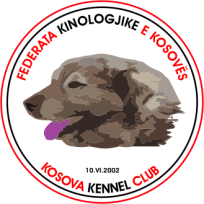 FEDERATA KINOLOGJIKE E KOSOVËS
10.VI.2002
KOSOVA KENNEL CLUB